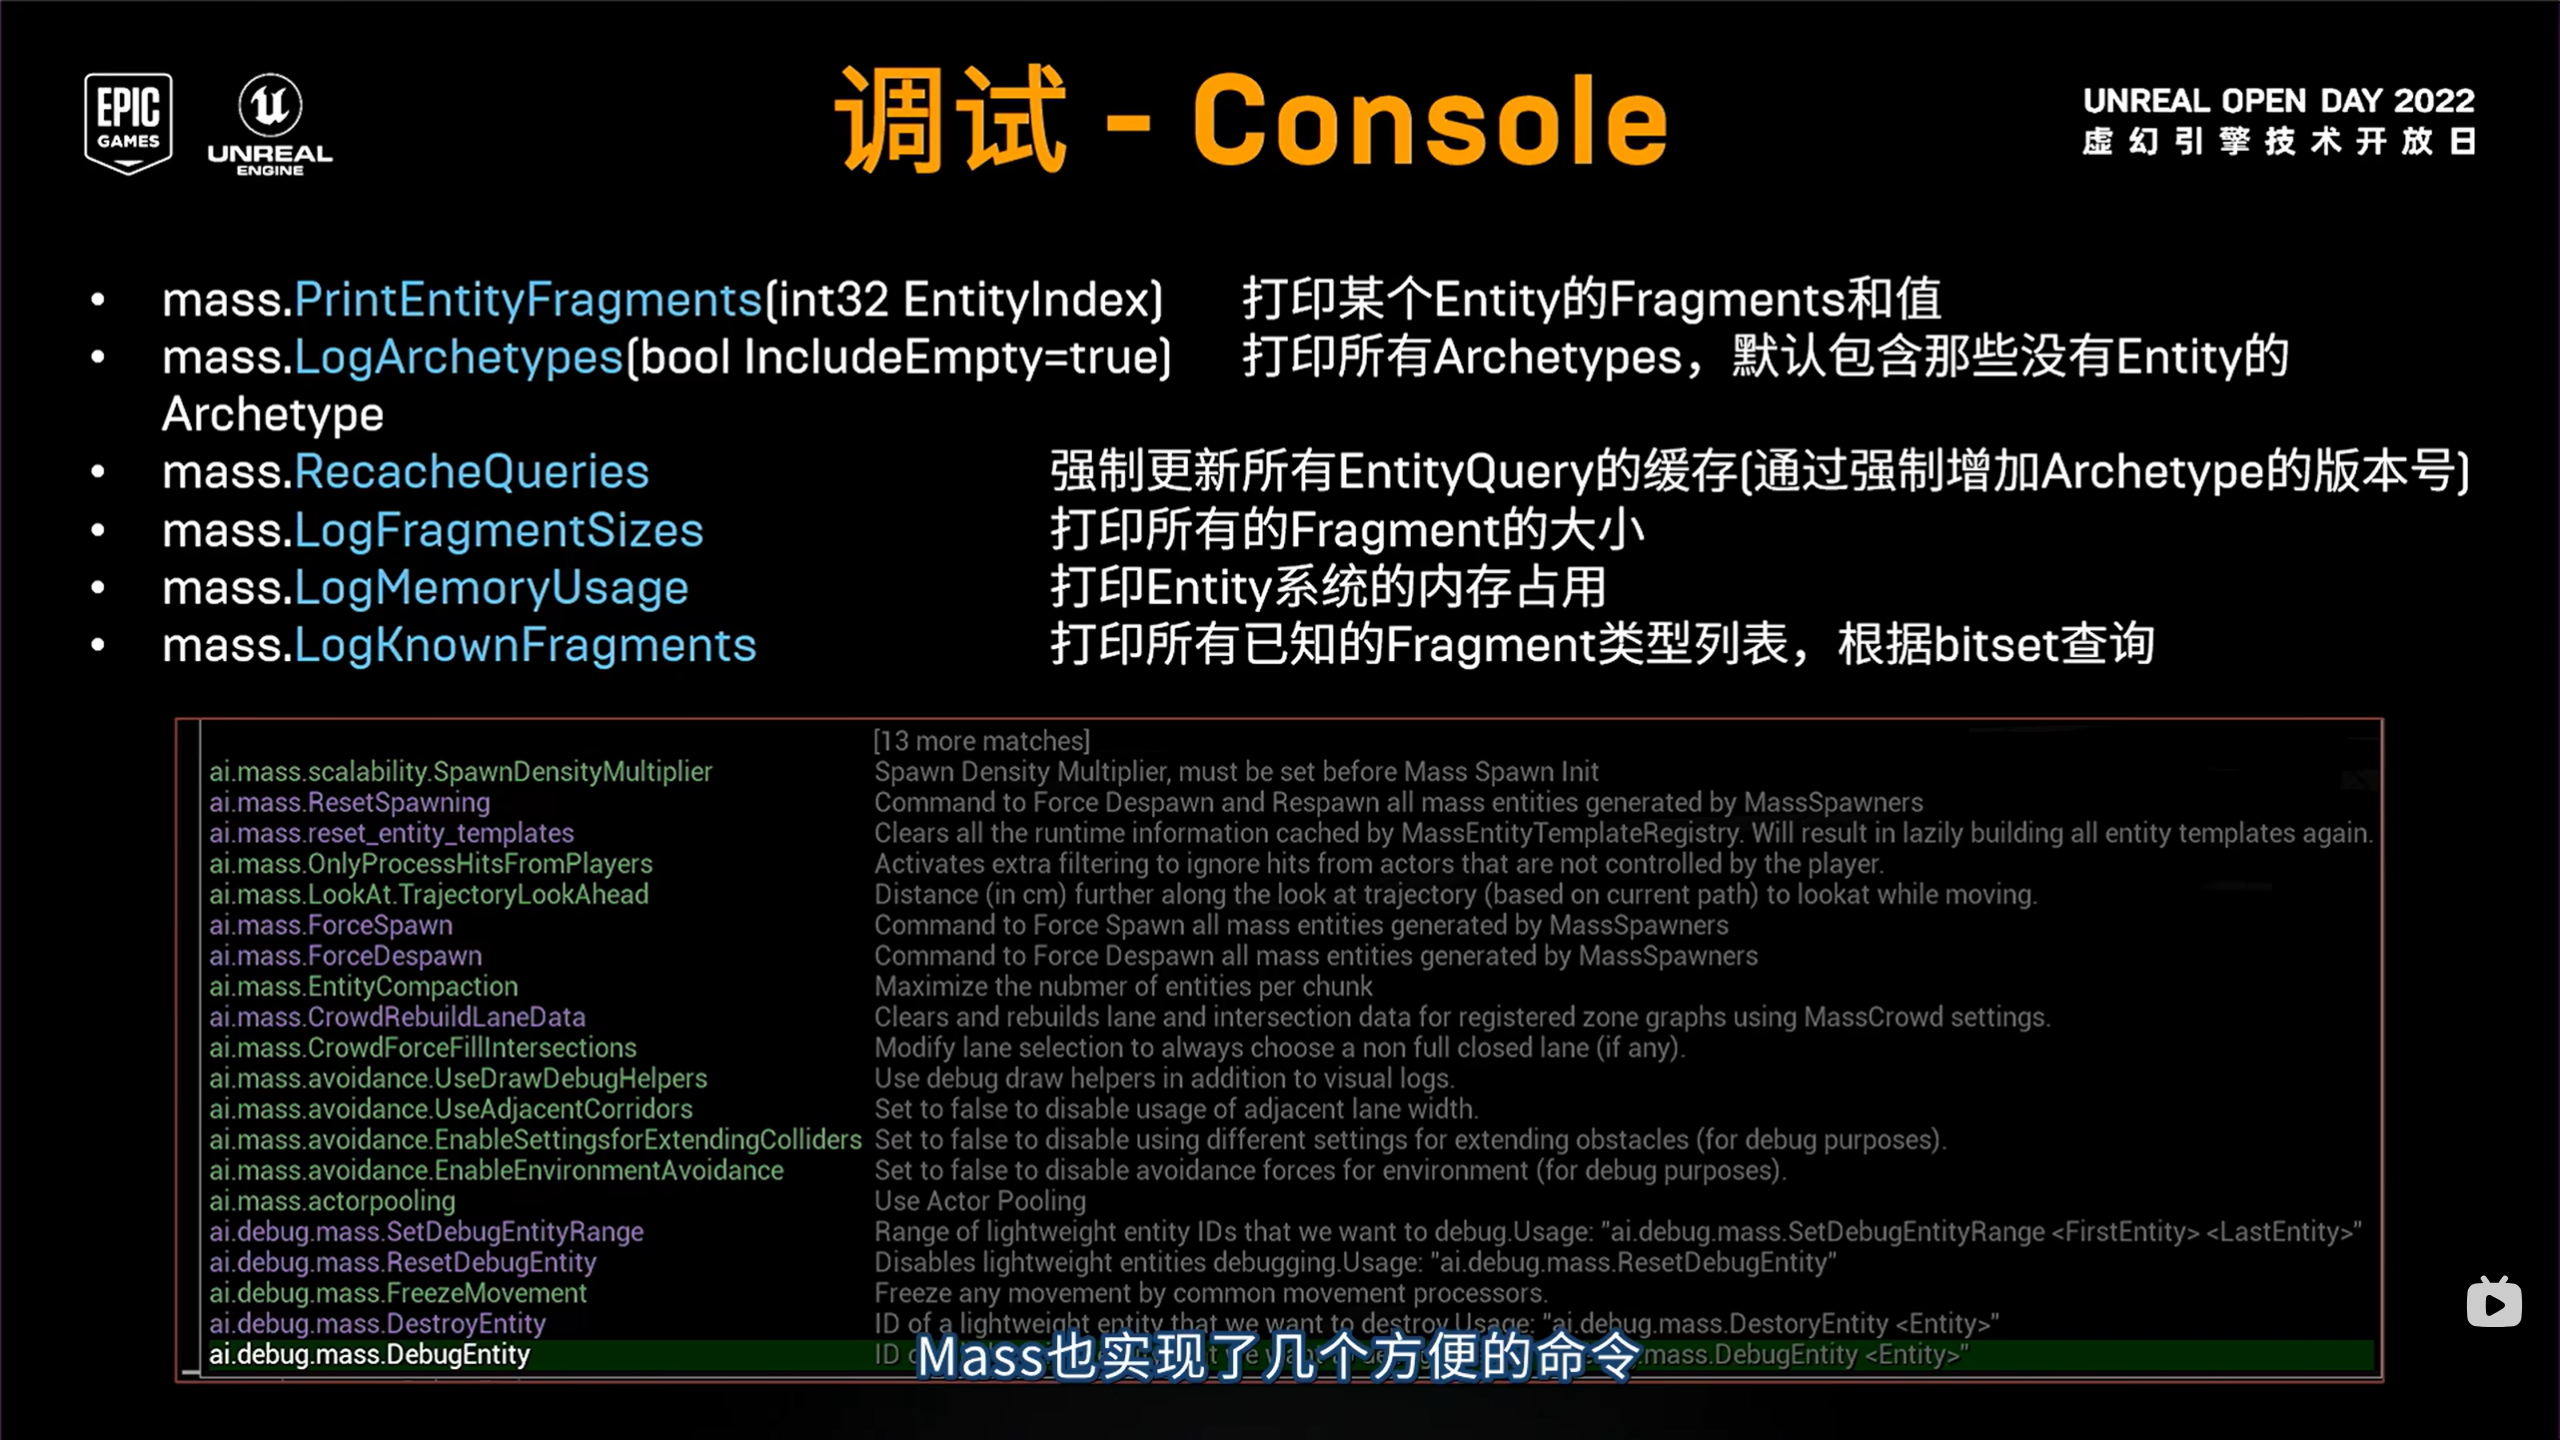 EPIC
GAMES
UNREAL
ENGINE
调试 - Console
UNREAL OPEN DAY 2022
虚幻引擎技术开放日
• mass.PrintEntityFragments(int32 EntityIndex) 打印某个Entity的Fragments和值
• mass.LogArchetypes(bool IncludeEmpty=true) 打印所有Archetypes，默认包含那些没有Entity的
Archetype
• mass.RecacheQueries 强制更新所有EntityQuery的缓存(通过强制增加Archetype的版本号)
• mass.LogFragmentSizes 打印所有的Fragment的大小
• mass.LogMemoryUsage 打印Entity系统的内存占用
• mass.LogKnownFragments 打印所有已知的Fragment类型列表，根据bitset查询
[13 more matches]
ai.mass.scalability.SpawnDensityMultiplier Spawn Density Multiplier, must be set before Mass Spawn Init
ai.mass.ResetSpawning Command to Force Despawn and Respawn all mass entities generated by MassSpawners
ai.mass.reset_entity_templates Clears all the runtime information cached by MassEntityTemplateRegistry. Will result in lazily building all entity templates again.
ai.mass.OnlyProcessHitsFromPlayers Activates extra filtering to ignore hits from actors that are not controlled by the player.
ai.mass.LookAt.TrajectoryLookAhead Distance (in cm) further along the look at trajectory (based on current path) to lookat while moving.
ai.mass.ForceSpawn Command to Force Spawn all mass entities generated by MassSpawners
ai.mass.ForceDespawn Command to Force Despawn all mass entities generated by MassSpawners
ai.mass.EntityCompaction Maximize the nubmer of entities per chunk
ai.mass.CrowdRebuildLaneData Clears and rebuilds lane and intersection data for registered zone graphs using MassCrowd settings.
ai.mass.CrowdForceFillIntersections Modify lane selection to always choose a non full closed lane (if any).
ai.mass.avoidance.UseDrawDebugHelpers Use debug draw helpers in addition to visual logs.
ai.mass.avoidance.UseAdjacentCorridors Set to false to disable usage of adjacent lane width.
ai.mass.avoidance.EnableSettingsforExtendingColliders Set to false to disable using different settings for extending obstacles (for debug purposes).
ai.mass.avoidance.EnableEnvironmentAvoidance Set to false to disable avoidance forces for environment (for debug purposes).
ai.mass.actorpooling Use Actor Pooling
ai.debug.mass.SetDebugEntityRange Range of lightweight entity IDs that we want to debug.Usage: "ai.debug.mass.SetDebugEntityRange <FirstEntity> <LastEntity>"
ai.debug.mass.ResetDebugEntity Disables lightweight entities debugging.Usage: "ai.debug.mass.ResetDebugEntity"
ai.debug.mass.FreezeMovement Freeze any movement by common movement processors.
ai.debug.mass.DestroyEntity ID of a lightweight entity that we want to destroy.Usage: "ai.debug.mass.DestoryEntity <Entity>"
ai.debug.mass.DebugEntity ID mass.DebugEntity <Entity>"
Mass也实现了几个方便的命令